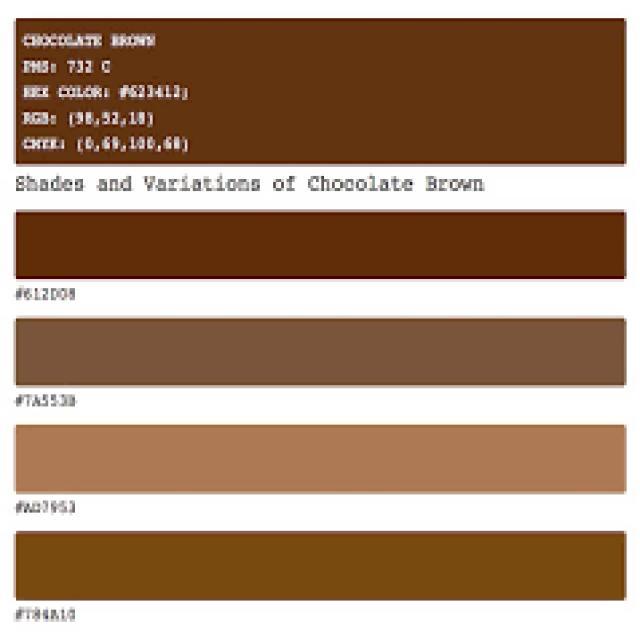 CHOCOLATE BROWN
PMS: 732 C
HEX COLOR: #623412;
RGB: (98,52,18)
CMYK: (0,69,100,68)
Shades and Variations of Chocolate Brown
#612D08
#7A553B
#AD7953
#784A10